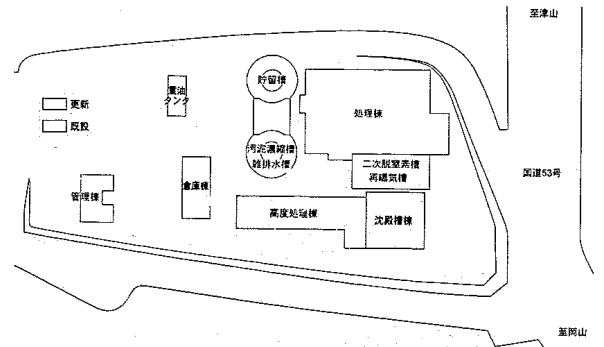 至津山
貯留槽
重油
タンク
処理棟
更新
既設
汚泥濃縮槽
雑排水槽
二次脱窒素槽
再曝気槽
国道53号
倉庫棟
管理棟
高度処理棟
沈殿槽棟
至岡山